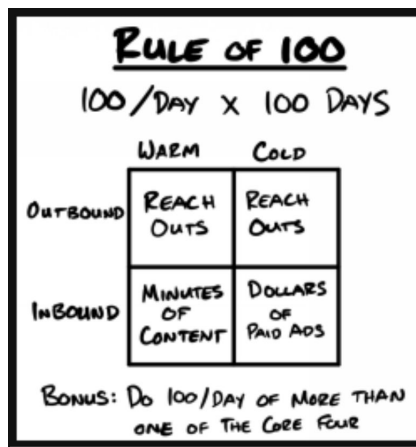 RULE OF 100
100/DAY X 100 DAYS
WARM COLD
OUTBOUND REACH OUTS REACH OUTS
INBOUND MINUTES OF CONTENT DOLLARS OF PAID ADS
BONUS: DO 100/DAY OF MORE THAN
ONE OF THE CORE FOUR